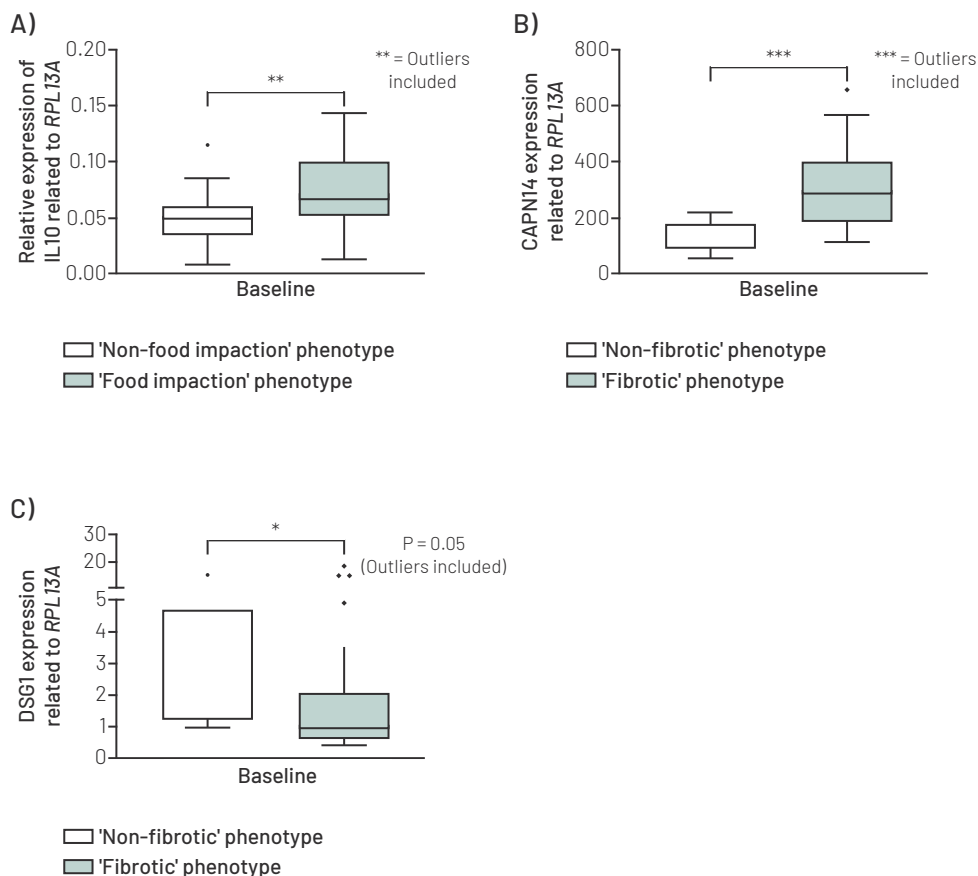 A)
Relative expression of
IL10 related to RPL13A
0.20
0.15
0.10
0.05
0.00
**
** = Outliers
included
Baseline
'Non-food impaction' phenotype
'Food impaction' phenotype
B)
CAPN14 expression
related to RPL13A
800
600
400
200
0
***
*** = Outliers
included
Baseline
'Non-fibrotic' phenotype
'Fibrotic' phenotype
C)
DSG1 expression
related to RPL13A
30
20
5
4
3
2
1
0
*
P = 0.05
(Outliers included)
Baseline
'Non-fibrotic' phenotype
'Fibrotic' phenotype